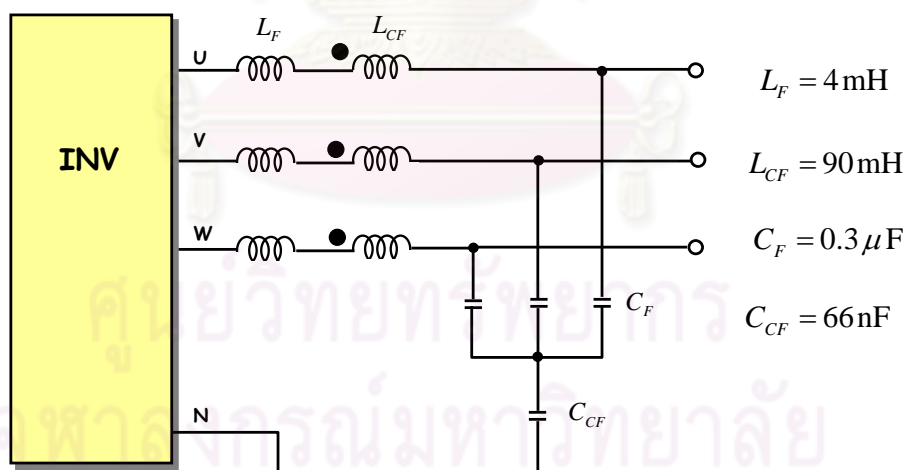 L_F
L_CF
U
V
W
N
INV
C_F
C_CF
L_F = 4 mH
L_CF = 90 mH
C_F = 0.3 μF
C_CF = 66 nF
ศูนย์วิทยทรัพยากร
จุฬาลงกรณ์มหาวิทยาลัย